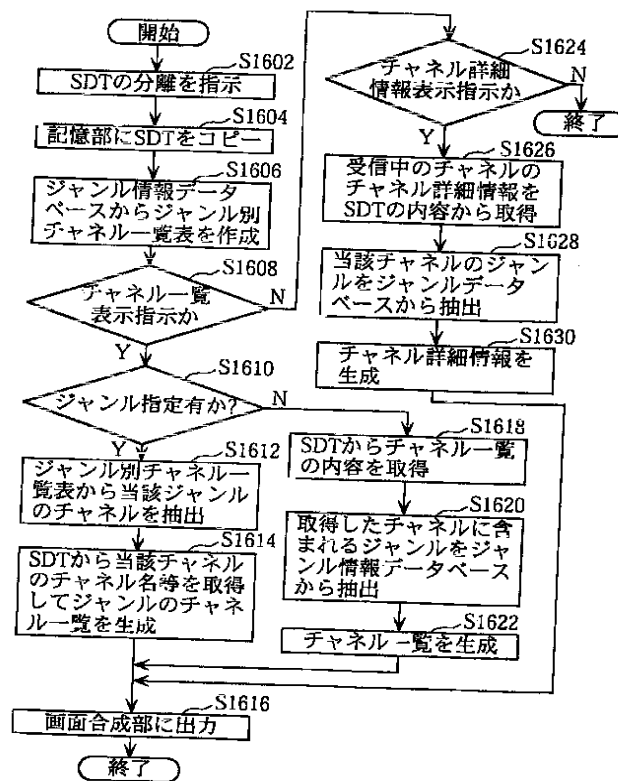 開始
S1602
SDTの分離を指示
S1604
記憶部にSDTをコピー
S1606
ジャンル情報データ
ベースからジャンル別
チャネル一覧表を作成
S1608
チャネル一覧
表示指示か
N
Y
S1610
ジャンル指定有か?
N
Y
S1612
ジャンル別チャネル一
覧表から当該ジャンル
のチャネルを抽出
S1614
SDTから当該チャネル
のチャネル名等を取得
してジャンルのチャネ
ル一覧を生成
S1616
画面合成部に出力
終了
S1618
SDTからチャネル一覧
の内容を取得
S1620
取得したチャネルに含
まれるジャンルをジャ
ンル情報データベース
から抽出
S1622
チャネル一覧を生成
S1624
チャネル詳細
情報表示指示か
N
終了
Y
S1626
受信中のチャネルの
チャネル詳細情報を
SDTの内容から取得
S1628
当該チャネルのジャン
ルをジャンルデータ
ベースから抽出
S1630
チャネル詳細情報を
生成